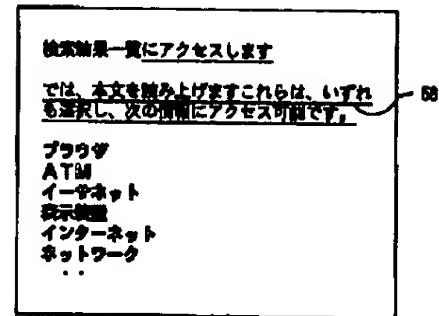 検索結果一覧にアクセスします
では、本文を読み上げますこれらは、いずれ
も選択し、次の情報にアクセス可能です。
ブラウザ
ATM
イーサネット
表示装置
インターネット
ネットワーク
・・